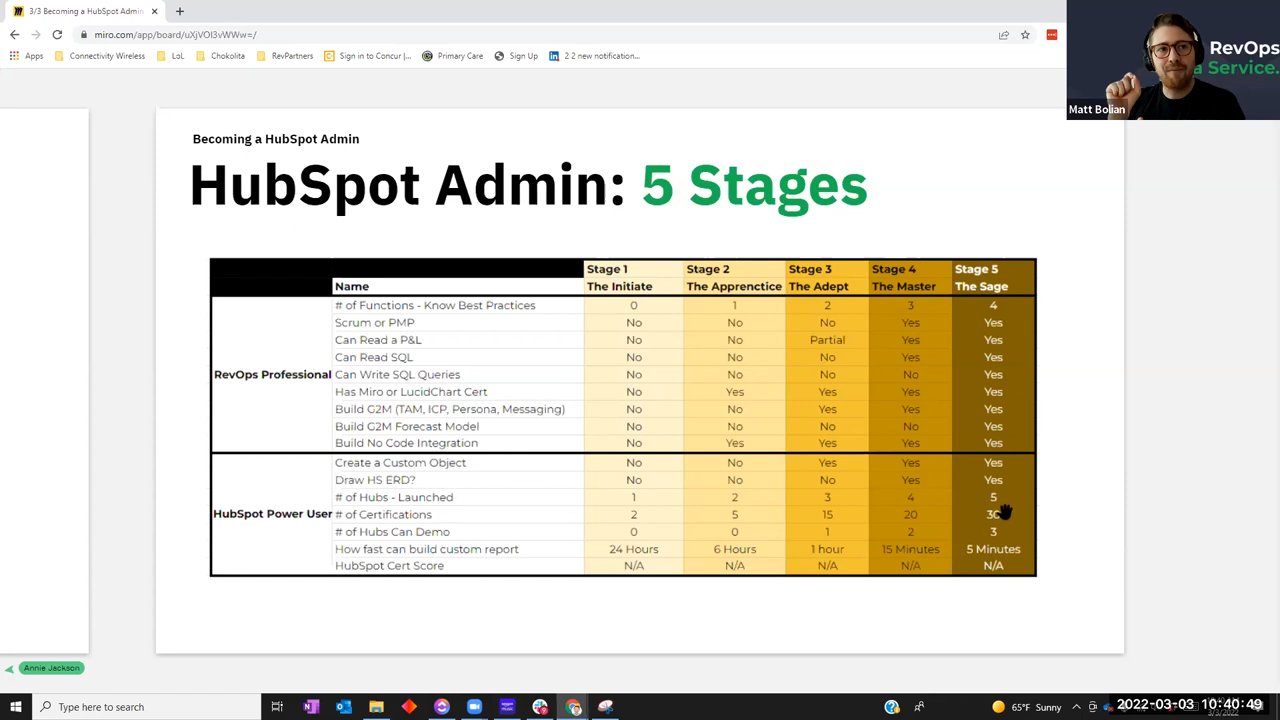 3/3 Becoming a HubSpot Admin
miro.com/app/board/uXjVOI3vWWw=/
Apps Connectivity Wireless LoL Chokolita RevPartners Sign in to Concur |... Primary Care Sign Up 2 2 new notification...
RevOps
a Service.
Matt Bolian
Becoming a HubSpot Admin
HubSpot Admin: 5 Stages
Stage 1 Stage 2 Stage 3 Stage 4 Stage 5
Name The Initiate The Apprenctice The Adept The Master The Sage
# of Functions - Know Best Practices 0 1 2 3 4
Scrum or PMP No No No Yes Yes
Can Read a P&L No No Partial Yes Yes
Can Read SQL No No No Yes Yes
RevOps Professional Can Write SQL Queries No No No No Yes
Has Miro or LucidChart Cert No Yes Yes Yes Yes
Build G2M (TAM, ICP, Persona, Messaging) No No Yes Yes Yes
Build G2M Forecast Model No No No No Yes
Build No Code Integration No Yes Yes Yes Yes
Create a Custom Object No No Yes Yes Yes
Draw HS ERD? No No No Yes Yes
# of Hubs - Launched 1 2 3 4 5
HubSpot Power User # of Certifications 2 5 15 20 30
# of Hubs Can Demo 0 0 1 2 3
How fast can build custom report 24 Hours 6 Hours 1 hour 15 Minutes 5 Minutes
HubSpot Cert Score N/A N/A N/A N/A N/A
Annie Jackson
Type here to search
65°F Sunny
2022-03-03 10:40:49